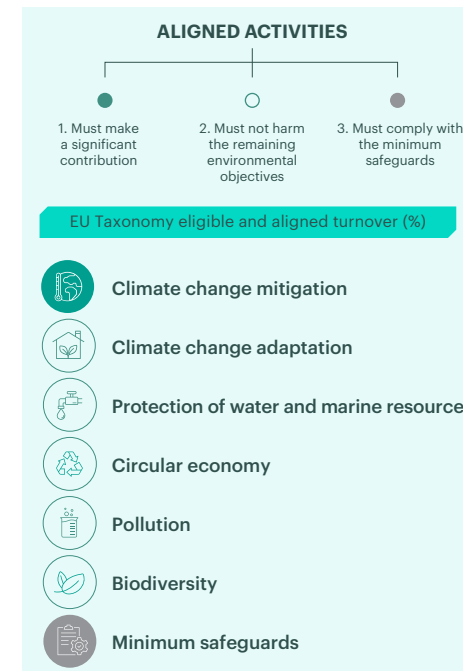 ALIGNED ACTIVITIES
1. Must make
a significant
contribution
2. Must not harm
the remaining
environmental
objectives
3. Must comply with
the minimum
safeguards
EU Taxonomy eligible and aligned turnover (%)
Climate change mitigation
Climate change adaptation
Protection of water and marine resource
Circular economy
Pollution
Biodiversity
Minimum safeguards